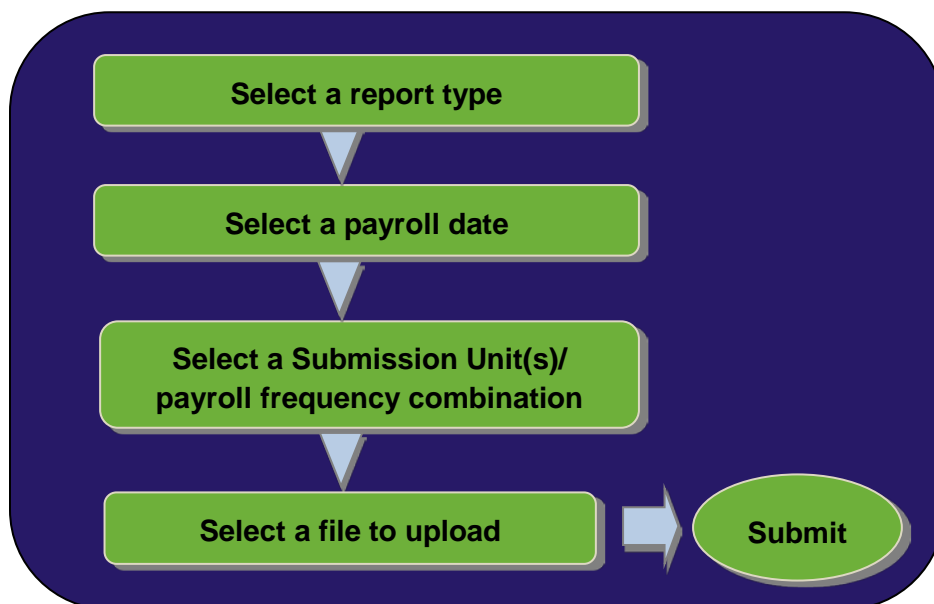 Select a report type
Select a payroll date
Select a Submission Unit(s)/
payroll frequency combination
Select a file to upload
Submit